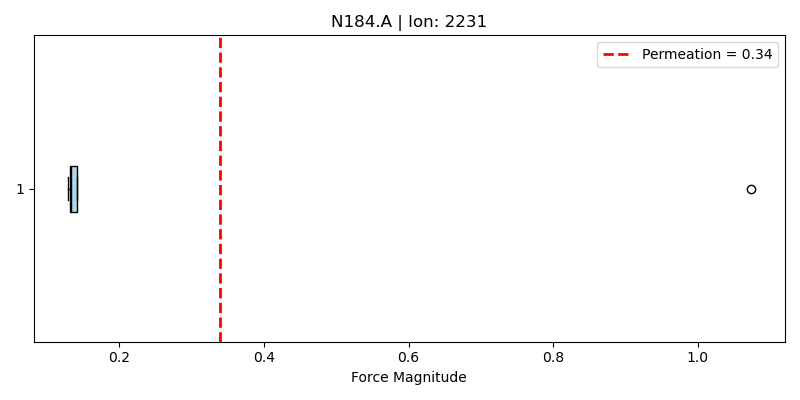 N184.A | Ion: 2231
Permeation = 0.34
1
0.2 0.4 0.6 0.8 1.0
Force Magnitude